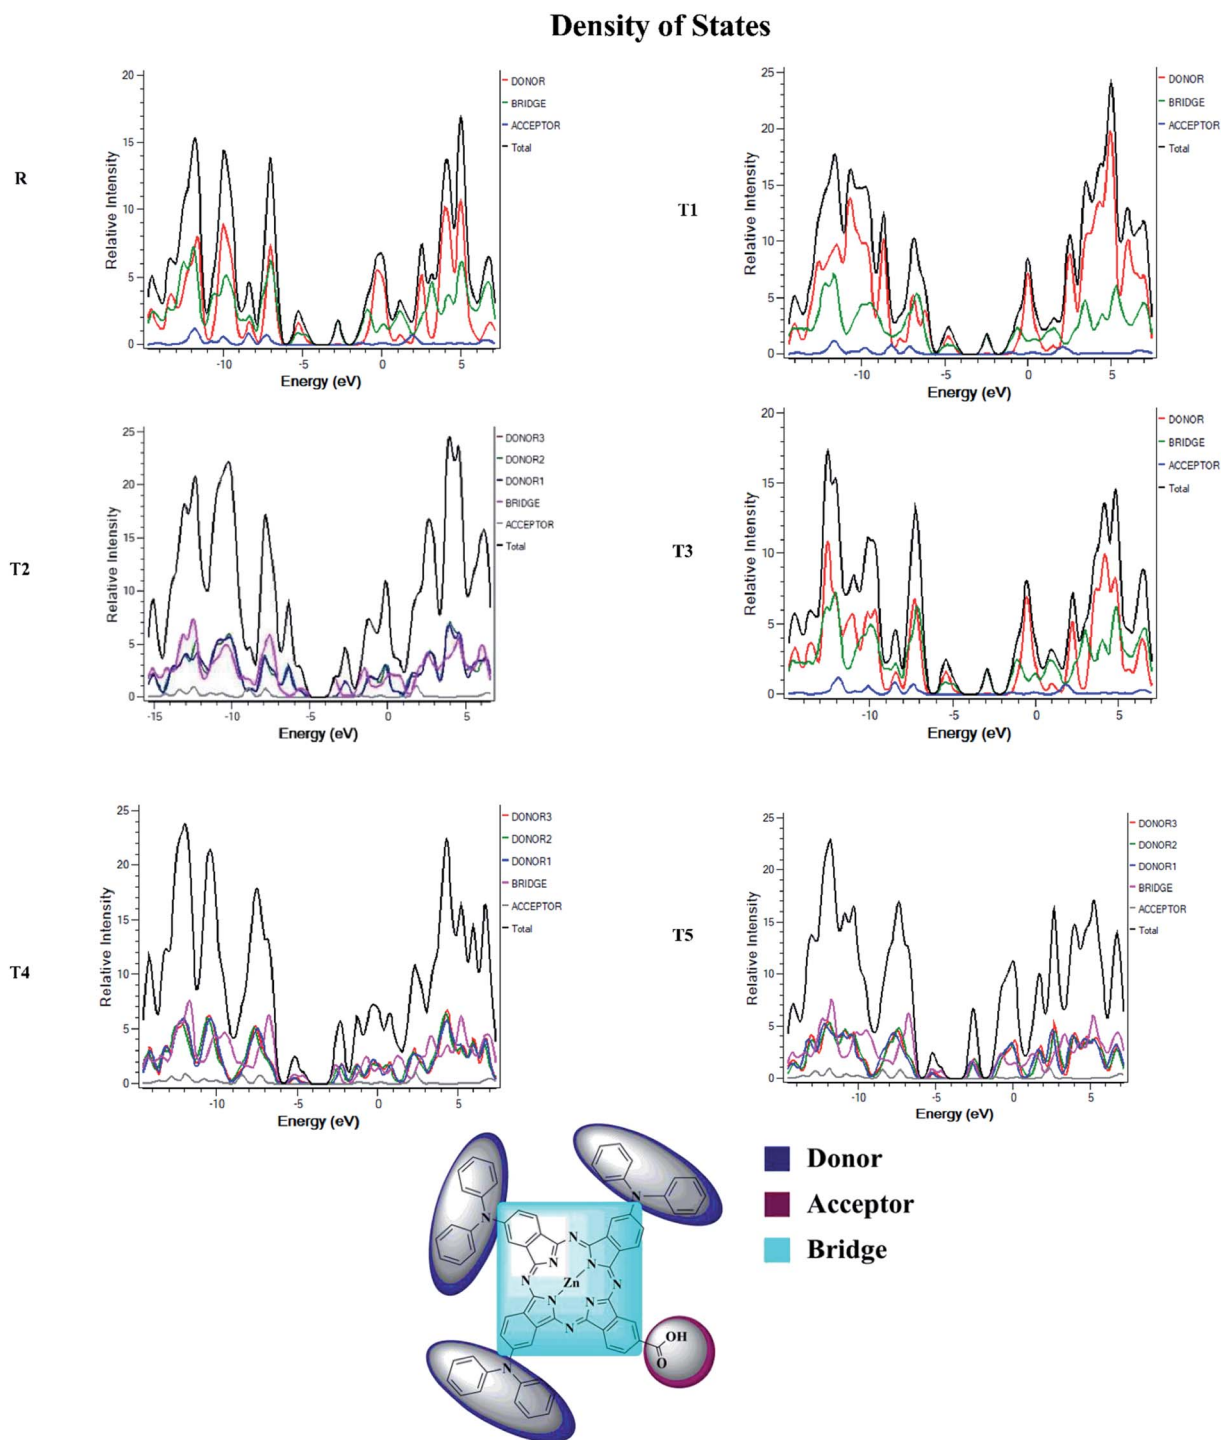 Density of States
R
Relative Intensity
20
15
10
5
0
-10
-5
0
5
Energy (eV)
DONOR
BRIDGE
ACCEPTOR
Total
T1
Relative Intensity
25
20
15
10
5
0
-10
-5
0
5
Energy (eV)
DONOR
BRIDGE
ACCEPTOR
Total
T2
Relative Intensity
25
20
15
10
5
0
-15
-10
-5
0
5
Energy (eV)
DONOR3
DONOR2
DONOR1
BRIDGE
ACCEPTOR
Total
T3
Relative Intensity
20
15
10
5
0
-10
-5
0
5
Energy (eV)
DONOR
BRIDGE
ACCEPTOR
Total
T4
Relative Intensity
25
20
15
10
5
0
-10
-5
0
5
Energy (eV)
DONOR3
DONOR2
DONOR1
BRIDGE
ACCEPTOR
Total
T5
Relative Intensity
25
20
15
10
5
0
-10
-5
0
5
Energy (eV)
DONOR3
DONOR2
DONOR1
BRIDGE
ACCEPTOR
Total
N
N
N
N
N
Zn
N
N
N
N
N
N
OH
O
Donor
Acceptor
Bridge